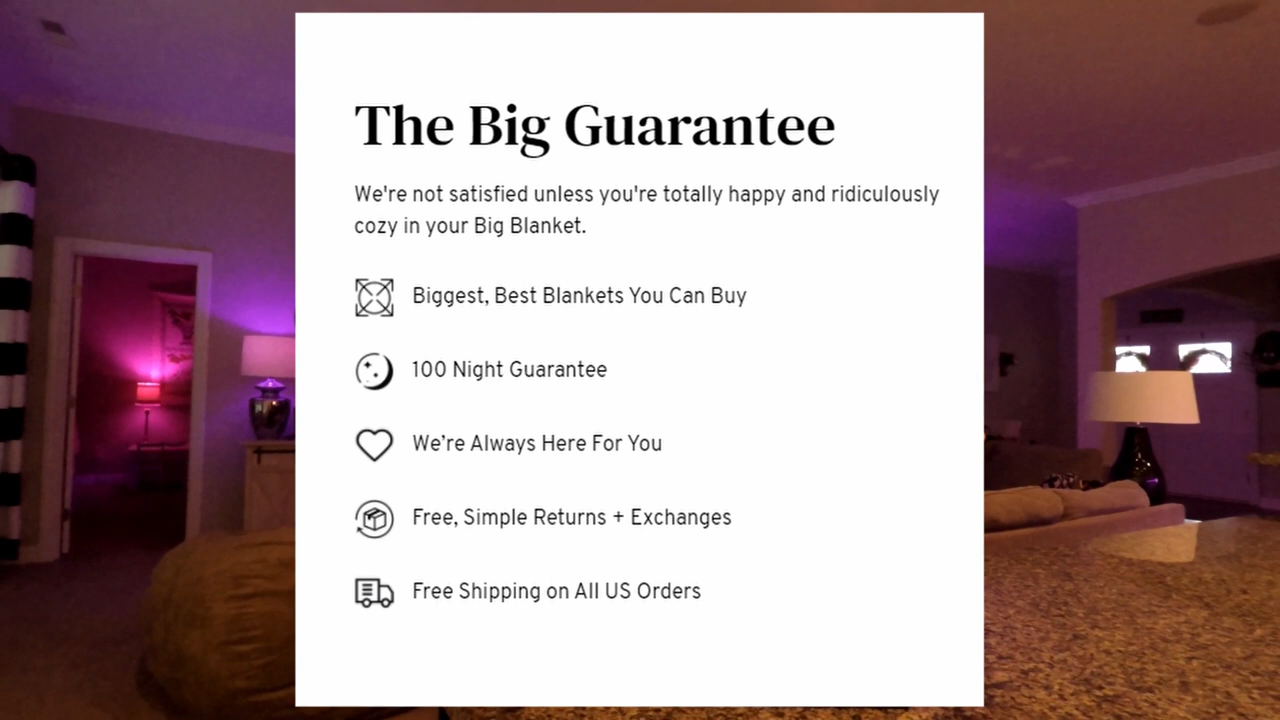 The Big Guarantee
We're not satisfied unless you're totally happy and ridiculously
cozy in your Big Blanket.
Biggest, Best Blankets You Can Buy
100 Night Guarantee
We’re Always Here For You
Free, Simple Returns + Exchanges
Free Shipping on All US Orders